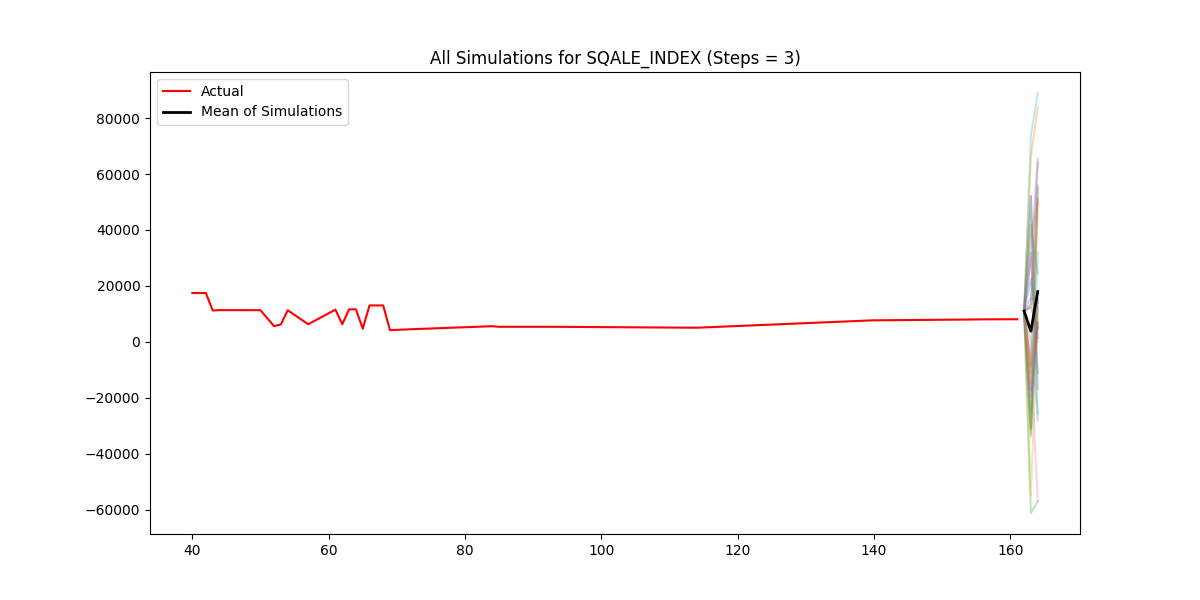 All Simulations for SQALE_INDEX (Steps = 3)
Actual
Mean of Simulations
80000
60000
40000
20000
0
−20000
−40000
−60000
40 60 80 100 120 140 160